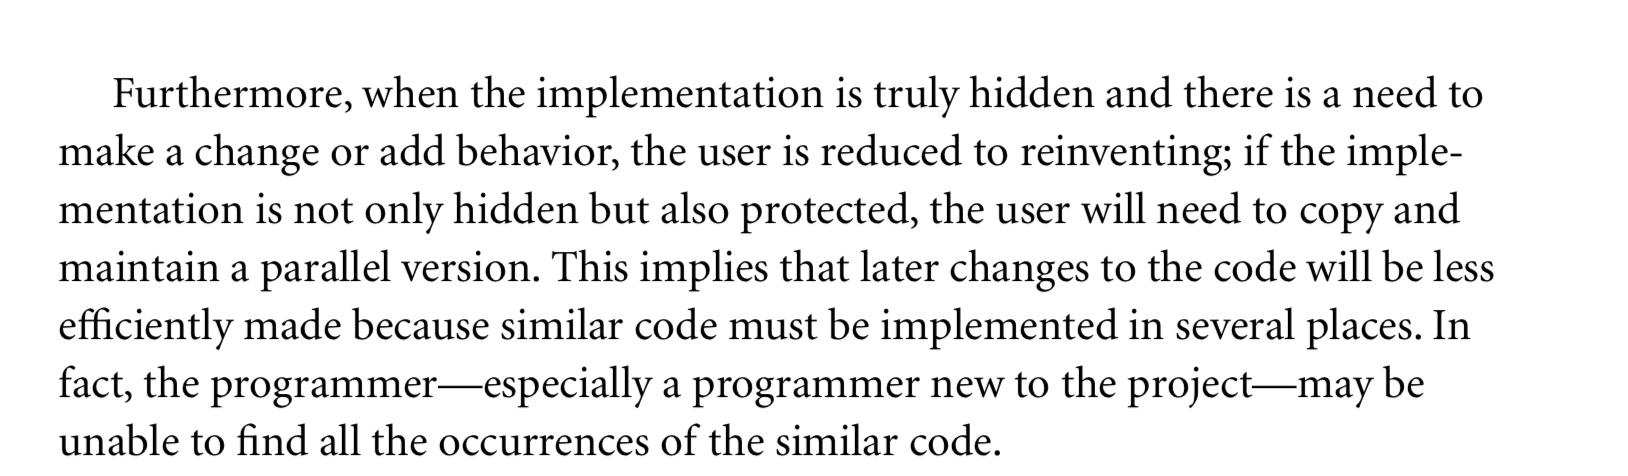 Furthermore, when the implementation is truly hidden and there is a need to
make a change or add behavior, the user is reduced to reinventing; if the imple-
mentation is not only hidden but also protected, the user will need to copy and
maintain a parallel version. This implies that later changes to the code will be less
efficiently made because similar code must be implemented in several places. In
fact, the programmer—especially a programmer new to the project—may be
unable to find all the occurrences of the similar code.